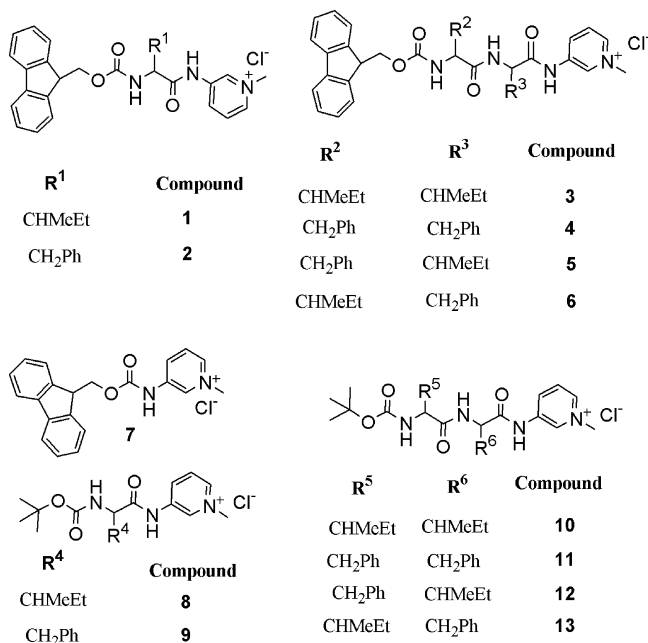 O R¹ H
N Cl⁻
O N
H O N⁺
R¹ Compound
CHMeEt 1
CH₂Ph 2
O R² H
N O Cl⁻
O N
H O R³ N
H N⁺
R² R³ Compound
CHMeEt CHMeEt 3
CH₂Ph CH₂Ph 4
CH₂Ph CHMeEt 5
CHMeEt CH₂Ph 6
O
O N
H N⁺
Cl⁻
7
O H
N O Cl⁻
O R⁴ N
H N⁺
R⁴ Compound
CHMeEt 8
CH₂Ph 9
O R⁵ H
N O Cl⁻
O N
H O R⁶ N
H N⁺
R⁵ R⁶ Compound
CHMeEt CHMeEt 10
CH₂Ph CH₂Ph 11
CH₂Ph CHMeEt 12
CHMeEt CH₂Ph 13